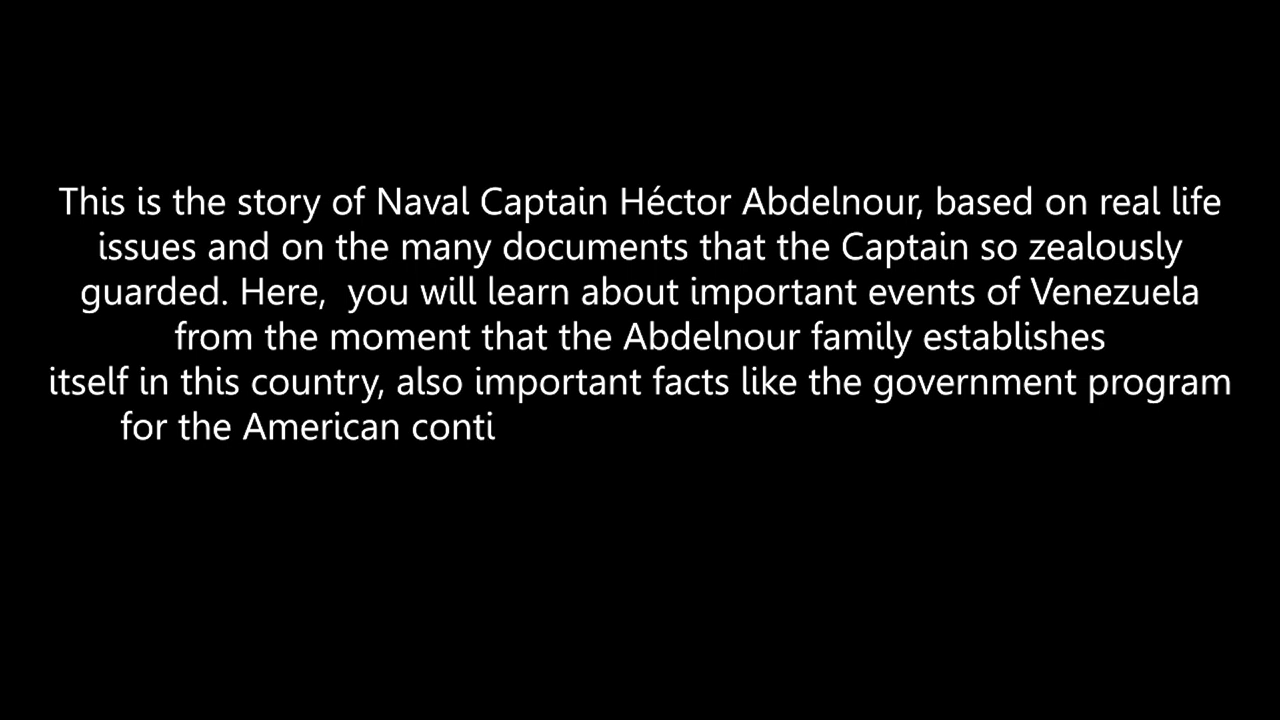 This is the story of Naval Captain Héctor Abdelnour, based on real life
issues and on the many documents that the Captain so zealously
guarded. Here,  you will learn about important events of Venezuela
from the moment that the Abdelnour family establishes
itself in this country, also important facts like the government program
for the American conti